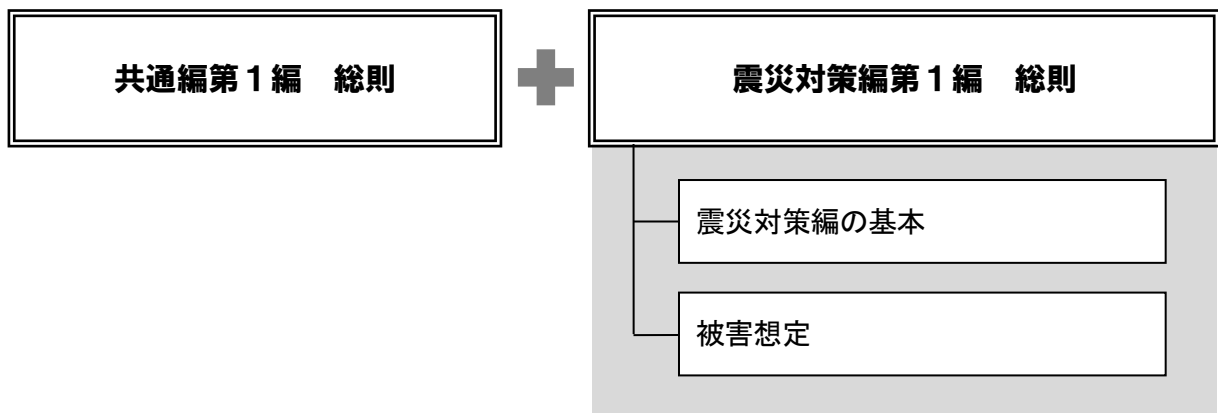 共通編第１編　総則
震災対策編第１編　総則
震災対策編の基本
被害想定